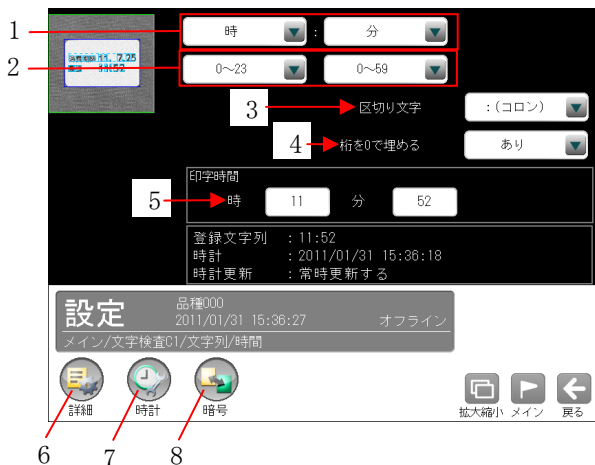 1
時 : 分
11. 7.25
2
0～23 0～59
3 区切り文字 :(コロン)
4 桁を0で埋める あり
印字時間
5 時 11 分 52
登録文字列 : 11:52
時計 : 2011/01/31 15:36:18
時計更新 : 常時更新する
設定
品種000
2011/01/31 15:36:27 オフライン
メイン/文字検査C1/文字列/時間
詳細 時計 暗号 拡大縮小 メイン 戻る
6 7 8